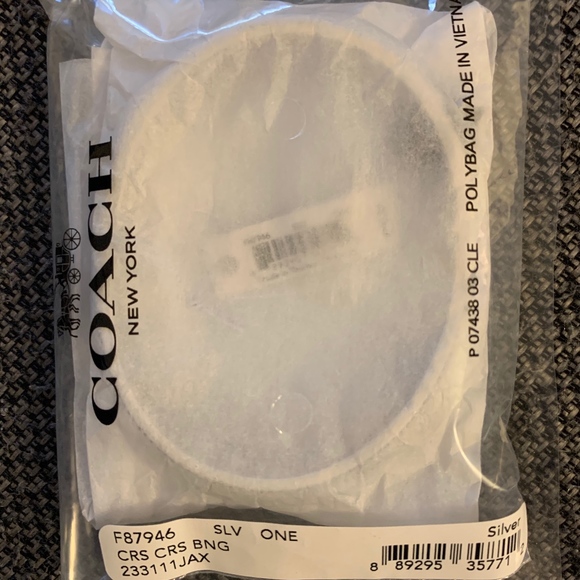 COACH
NEW YORK
P 07438 03 CLE POLYBAG MADE IN VIETNA
F87946 SLV ONE
CRS CRS BNG
233111JAX
Silver
8 89295 35771